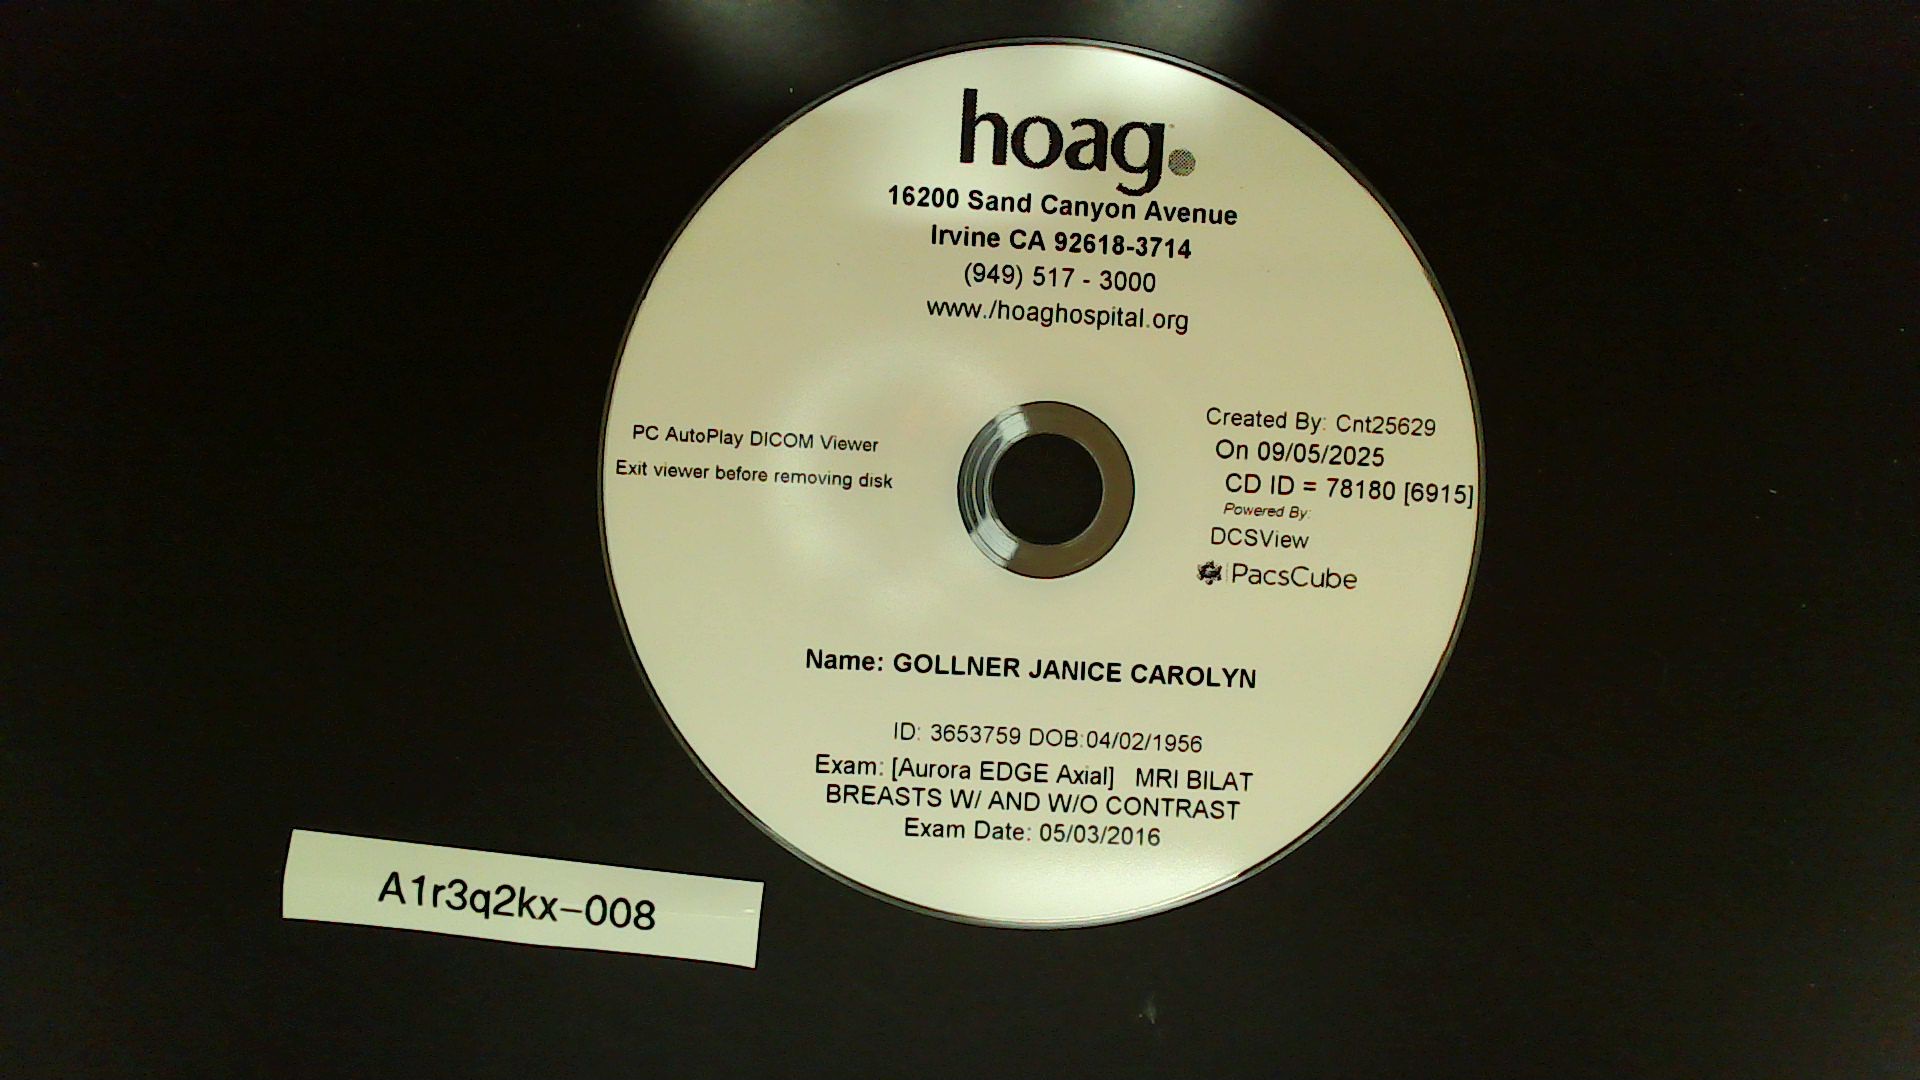 hoag
16200 Sand Canyon Avenue
Irvine CA 92618-3714
(949) 517 - 3000
www./hoaghospital.org
PC AutoPlay DICOM Viewer
Exit viewer before removing disk
Created By: Cnt25629
On 09/05/2025
CD ID = 78180 [6915]
Powered By:
DCSView
PacsCube
Name: GOLLNER JANICE CAROLYN
ID: 3653759 DOB:04/02/1956
Exam: [Aurora EDGE Axial] MRI BILAT
BREASTS W/ AND W/O CONTRAST
Exam Date: 05/03/2016
A1r3q2kx-008